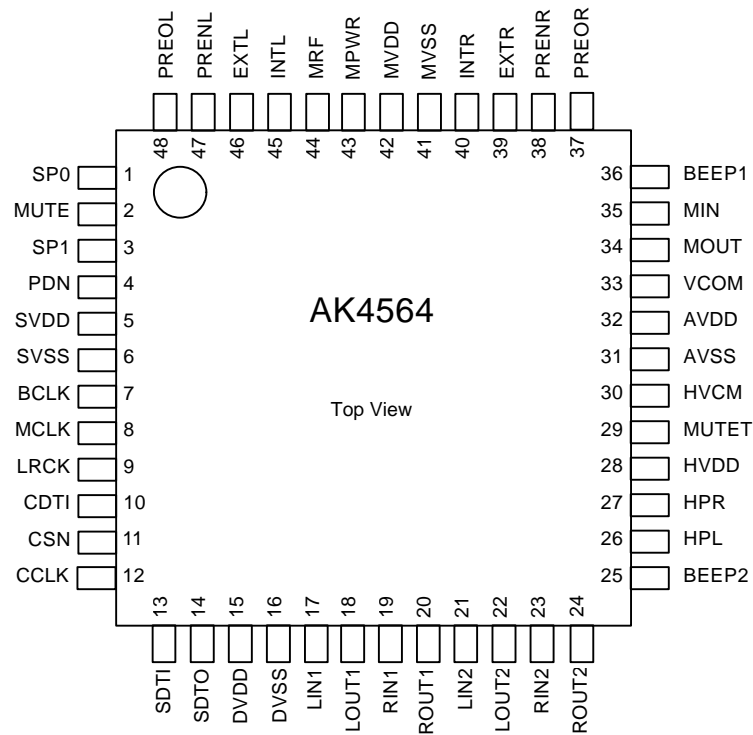 PREOL PRENL EXTL INTL MRF MPWR MVDD MVSS INTR EXTR PRENR PREOR
48 47 46 45 44 43 42 41 40 39 38 37
SP0 1 36 BEEP1
MUTE 2 35 MIN
SP1 3 34 MOUT
PDN 4 33 VCOM
SVDD 5 32 AVDD
SVSS 6 31 AVSS
BCLK 7 30 HVCM
MCLK 8 29 MUTET
LRCK 9 28 HVDD
CDTI 10 27 HPR
CSN 11 26 HPL
CCLK 12 25 BEEP2
AK4564
Top View
13 14 15 16 17 18 19 20 21 22 23 24
SDTI SDTO DVDD DVSS LIN1 LOUT1 RIN1 ROUT1 LIN2 LOUT2 RIN2 ROUT2